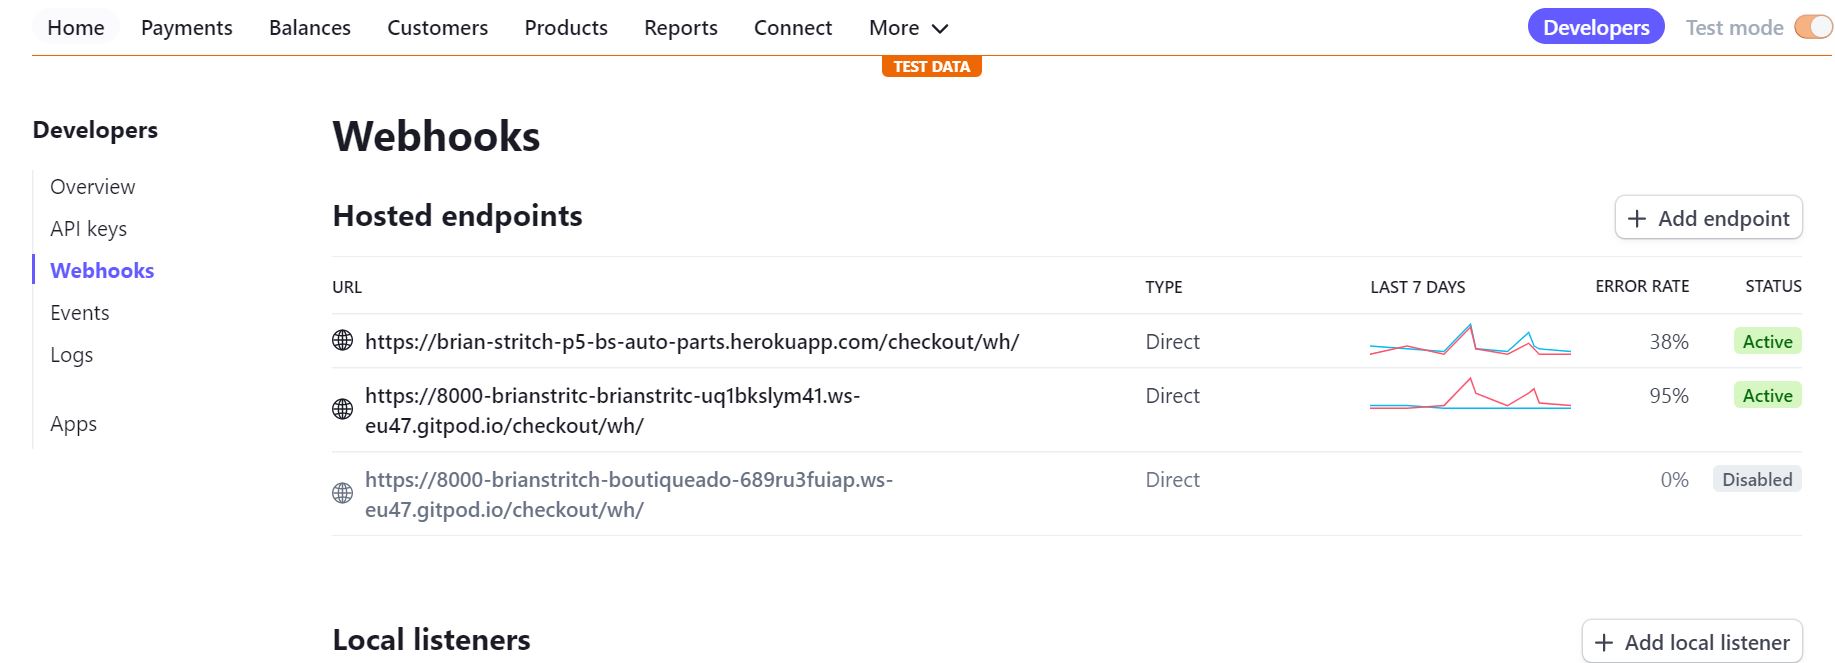 Home Payments Balances Customers Products Reports Connect More Developers Test mode
TEST DATA
Developers
Overview
API keys
Webhooks
Events
Logs
Apps
Webhooks
Hosted endpoints
Add endpoint
URL TYPE LAST 7 DAYS ERROR RATE STATUS
https://brian-stritch-p5-bs-auto-parts.herokuapp.com/checkout/wh/ Direct 38% Active
https://8000-brianstritc-brianstritc-uq1bkslym41.ws- Direct 95% Active
eu47.gitpod.io/checkout/wh/
https://8000-brianstritch-boutiqueado-689ru3fuiap.ws- Direct 0% Disabled
eu47.gitpod.io/checkout/wh/
Local listeners
Add local listener